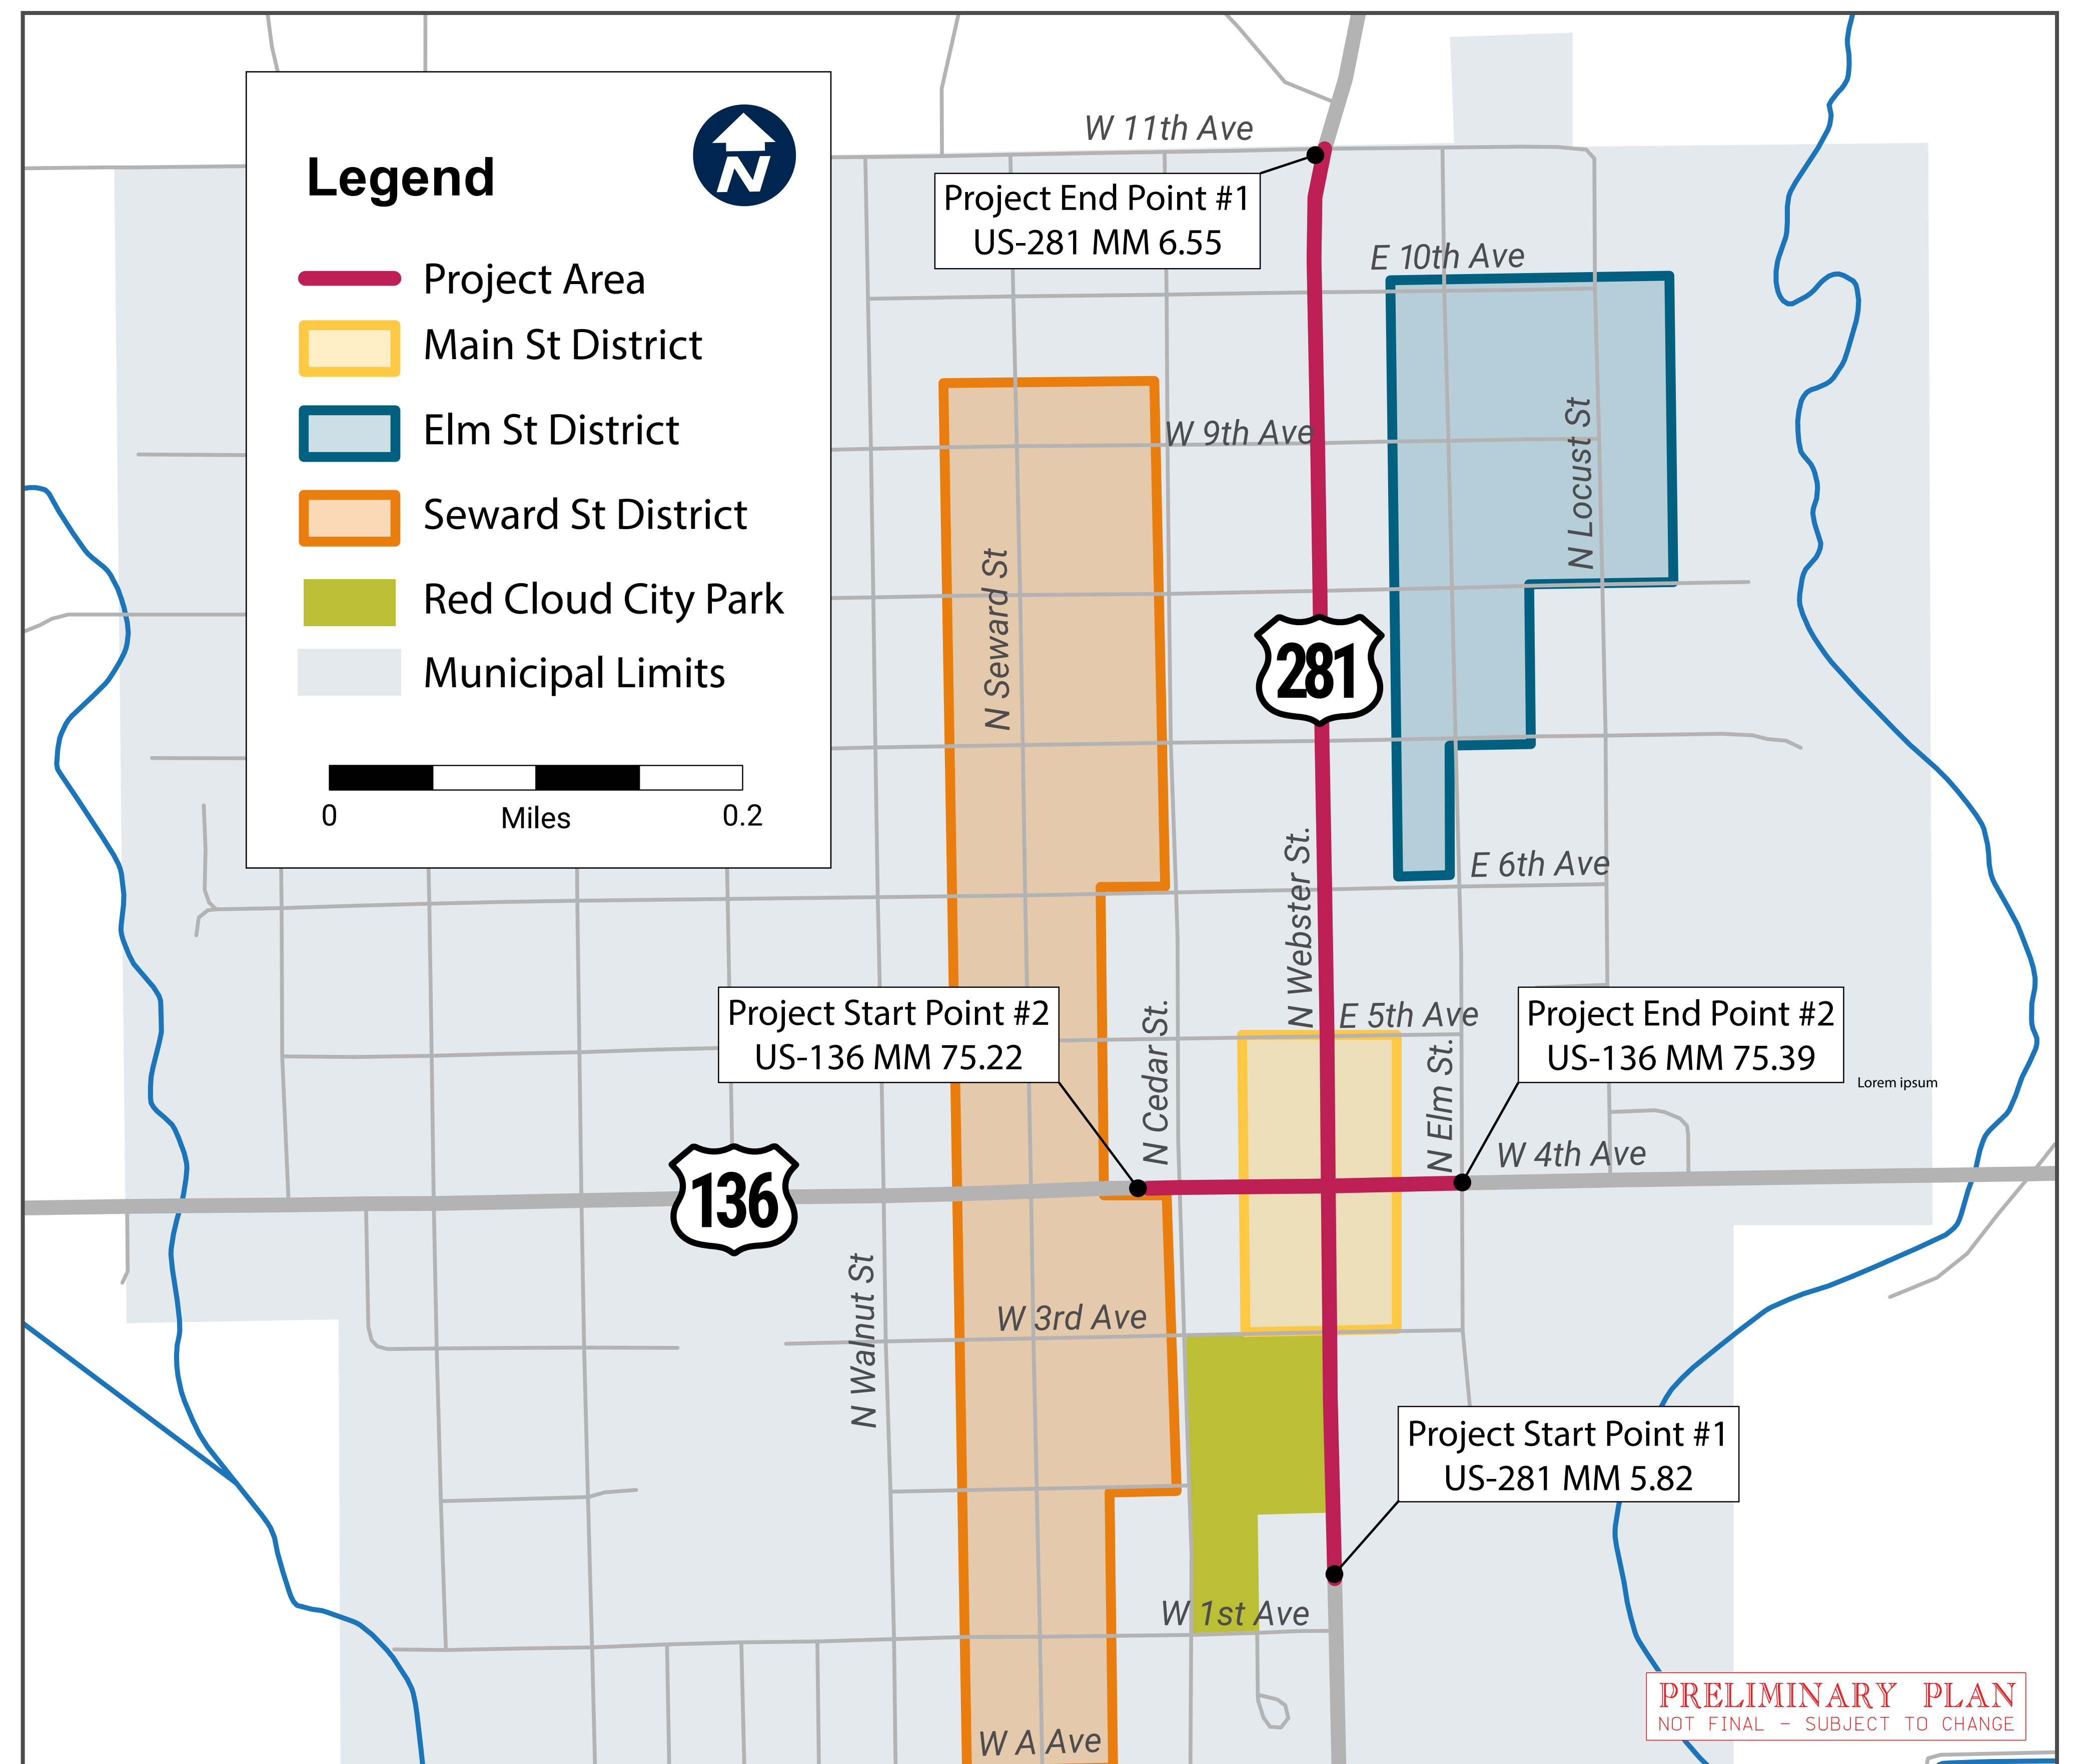 W 11th Ave
Legend
N
Project End Point #1
US-281 MM 6.55
E 10th Ave
Project Area
Main St District
Elm St District
Seward St District
Red Cloud City Park
Municipal Limits
0
Miles
0.2
W 9th Ave
N Locust St
N Seward St
281
N Webster St.
E 6th Ave
Project Start Point #2
US-136 MM 75.22
N Cedar St.
E 5th Ave
N Elm St.
Project End Point #2
US-136 MM 75.39
Lorem ipsum
W 4th Ave
136
N Walnut St
W 3rd Ave
Project Start Point #1
US-281 MM 5.82
W 1st Ave
W A Ave
PRELIMINARY PLAN
NOT FINAL – SUBJECT TO CHANGE